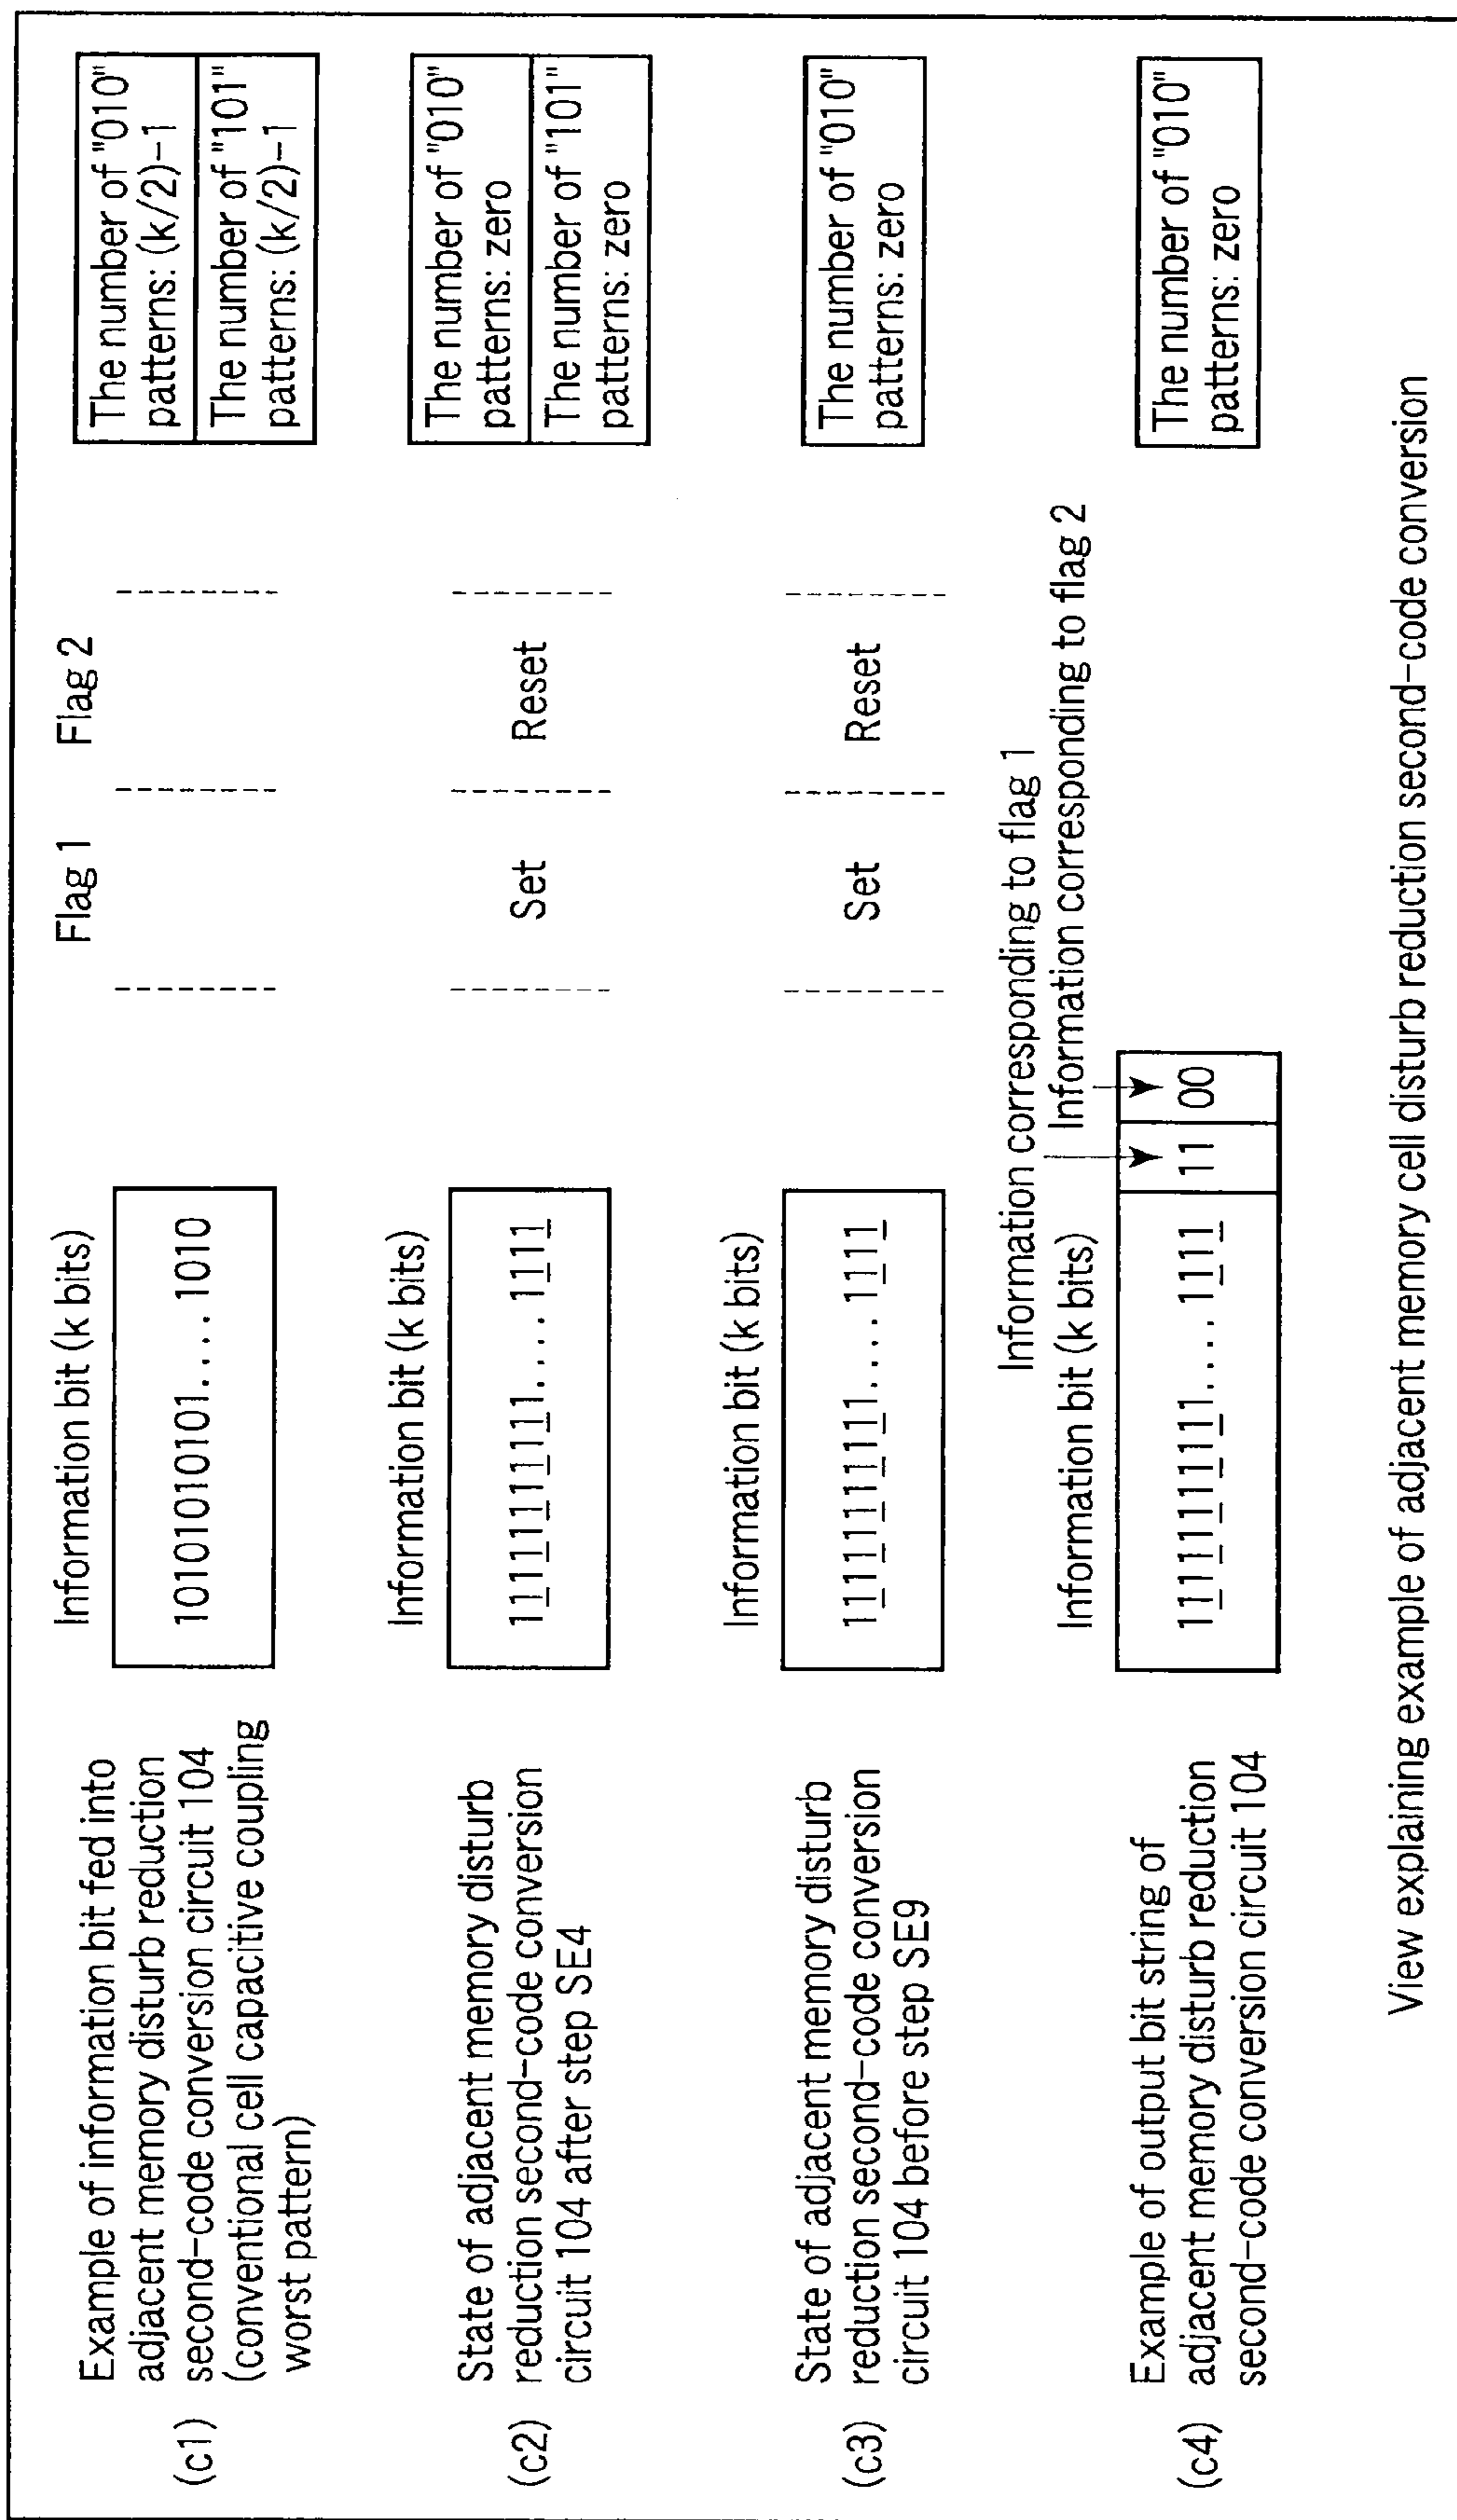 Flag 1
Flag 2
(c1)
Example of information bit fed into
adjacent memory disturb reduction
second-code conversion circuit 104
(conventional cell capacitive coupling
worst pattern)
Information bit (k bits)
1010101010101.... 1010
The number of "010"
patterns: (k/2)-1
The number of "101"
patterns: (k/2)-1
(c2)
State of adjacent memory disturb
reduction second-code conversion
circuit 104 after step SE4
Information bit (k bits)
1111111111111.... 1111
Set
Reset
The number of "010"
patterns: zero
The number of "101"
patterns: zero
(c3)
State of adjacent memory disturb
reduction second-code conversion
circuit 104 before step SE9
Information bit (k bits)
1111111111111.... 1111
Set
Reset
The number of "010"
patterns: zero
Information corresponding to flag 1
Information corresponding to flag 2
(c4)
Example of output bit string of
adjacent memory disturb reduction
second-code conversion circuit 104
Information bit (k bits)
1111111111111.... 1111
11
00
The number of "010"
patterns: zero
View explaining example of adjacent memory cell disturb reduction second-code conversion